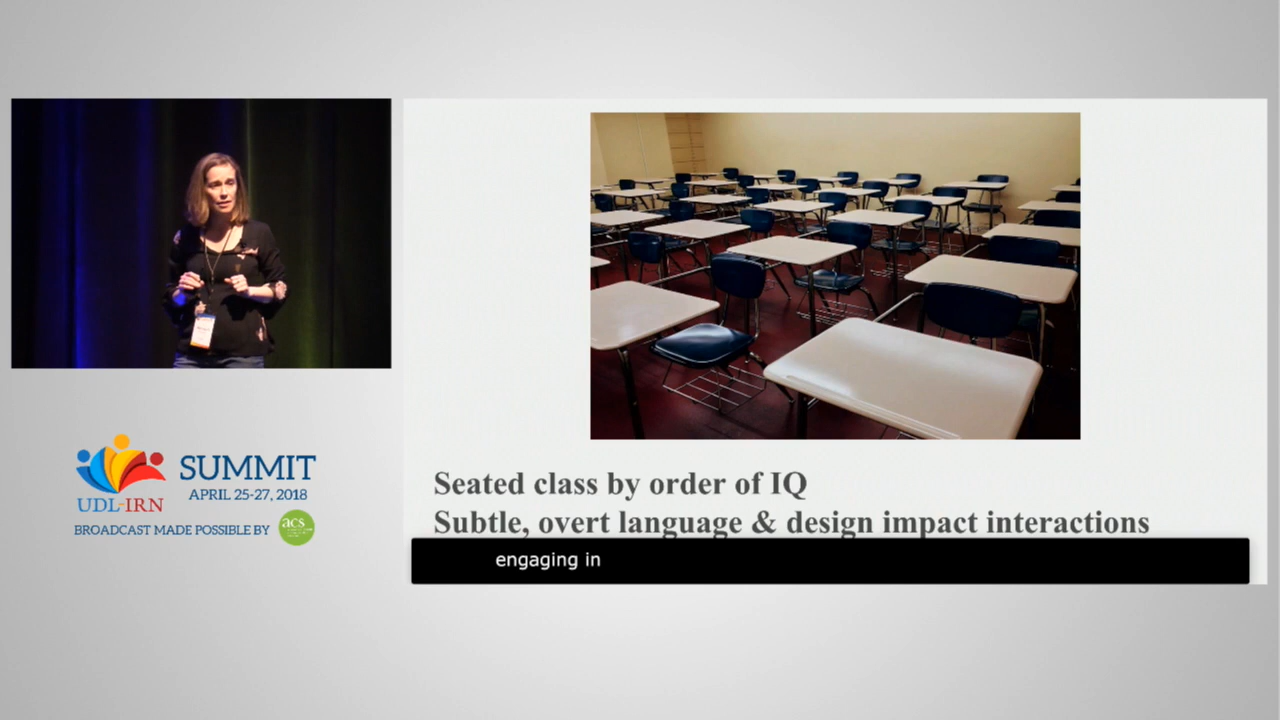 SUMMIT
APRIL 25-27, 2018
UDL-IRN
BROADCAST MADE POSSIBLE BY
acs
Seated class by order of IQ
Subtle, overt language & design impact interactions
engaging in